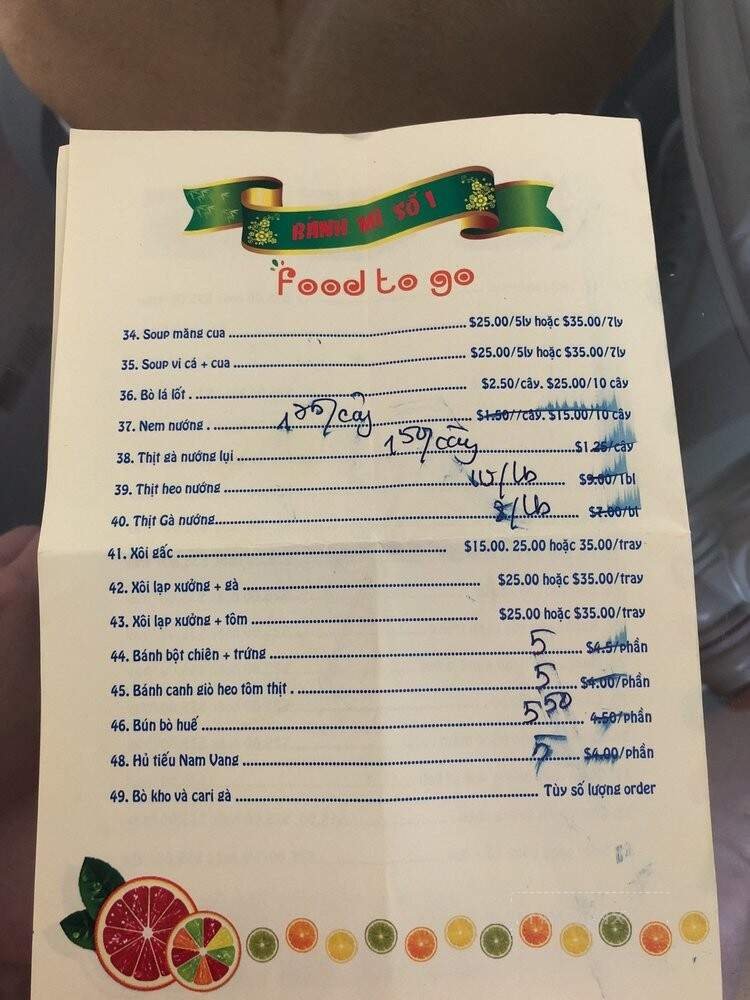 BÁNH MÌ SỐ 1
Food to go
34. Soup măng cua ........ $25.00/5ly hoặc $35.00/7ly
35. Soup vi cá + cua ........ $25.00/5ly hoặc $35.00/7ly
36. Bò lá lốt . ........ $2.50/cây. $25.00/10 cây
37. Nem nướng . ........ /cây $1.50//cây. $15.00/10 cây
38. Thịt gà nướng lụi ........ 1 50/cây $1.25/cây
39. Thịt heo nướng ........ /lb $9.00/1bl
40. Thịt Gà nướng ........ 8/lb $7.00/bl
41. Xôi gấc ........ $15.00. 25.00 hoặc 35.00/tray
42. Xôi lạp xưởng + gà ........ $25.00 hoặc $35.00/tray
43. Xôi lạp xưởng + tôm ........ $25.00 hoặc $35.00/tray
44. Bánh bột chiên + trứng ........ 5 $4.5/phần
45. Bánh canh giò heo tôm thịt . ........ 5 $4.00/phần
46. Bún bò huế ........ 5 50 4.50/phần
48. Hủ tiếu Nam Vang ........ 5 $4.00/phần
49. Bò kho và cari gà ........ Tùy số lượng order